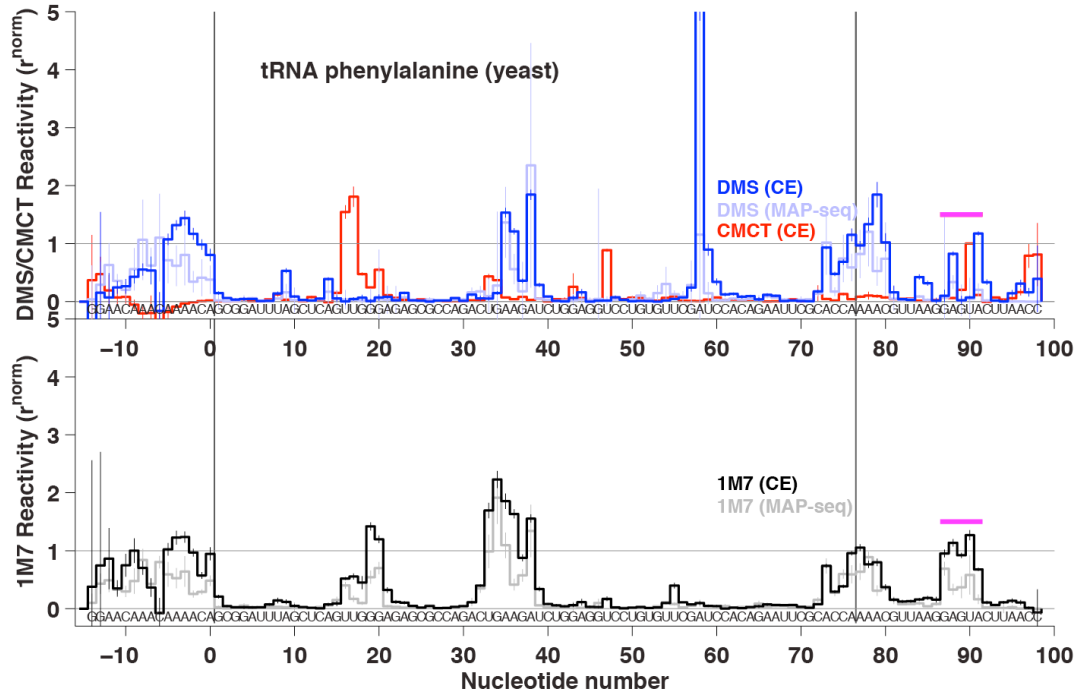 DMS/CMCT Reactivity (r^norm)
5
4
3
2
1
0
tRNA phenylalanine (yeast)
DMS (CE)
DMS (MAP-seq)
CMCT (CE)
GGAACAAACAAAACAGCGGAUUUAGCUCAGUUGGGAGAGCGCCAGACUGAAGAUCUGGAGGUCCUGUGUUCGAUCCACAGAAUUCGCACCAAAACGUUAAGGAGUACUUAACC
−10 0 10 20 30 40 50 60 70 80 90 100
1M7 Reactivity (r^norm)
5
4
3
2
1
0
1M7 (CE)
1M7 (MAP-seq)
GGAACAAACAAAACAGCGGAUUUAGCUCAGUUGGGAGAGCGCCAGACUGAAGAUCUGGAGGUCCUGUGUUCGAUCCACAGAAUUCGCACCAAAACGUUAAGGAGUACUUAACC
−10 0 10 20 30 40 50 60 70 80 90 100
Nucleotide number